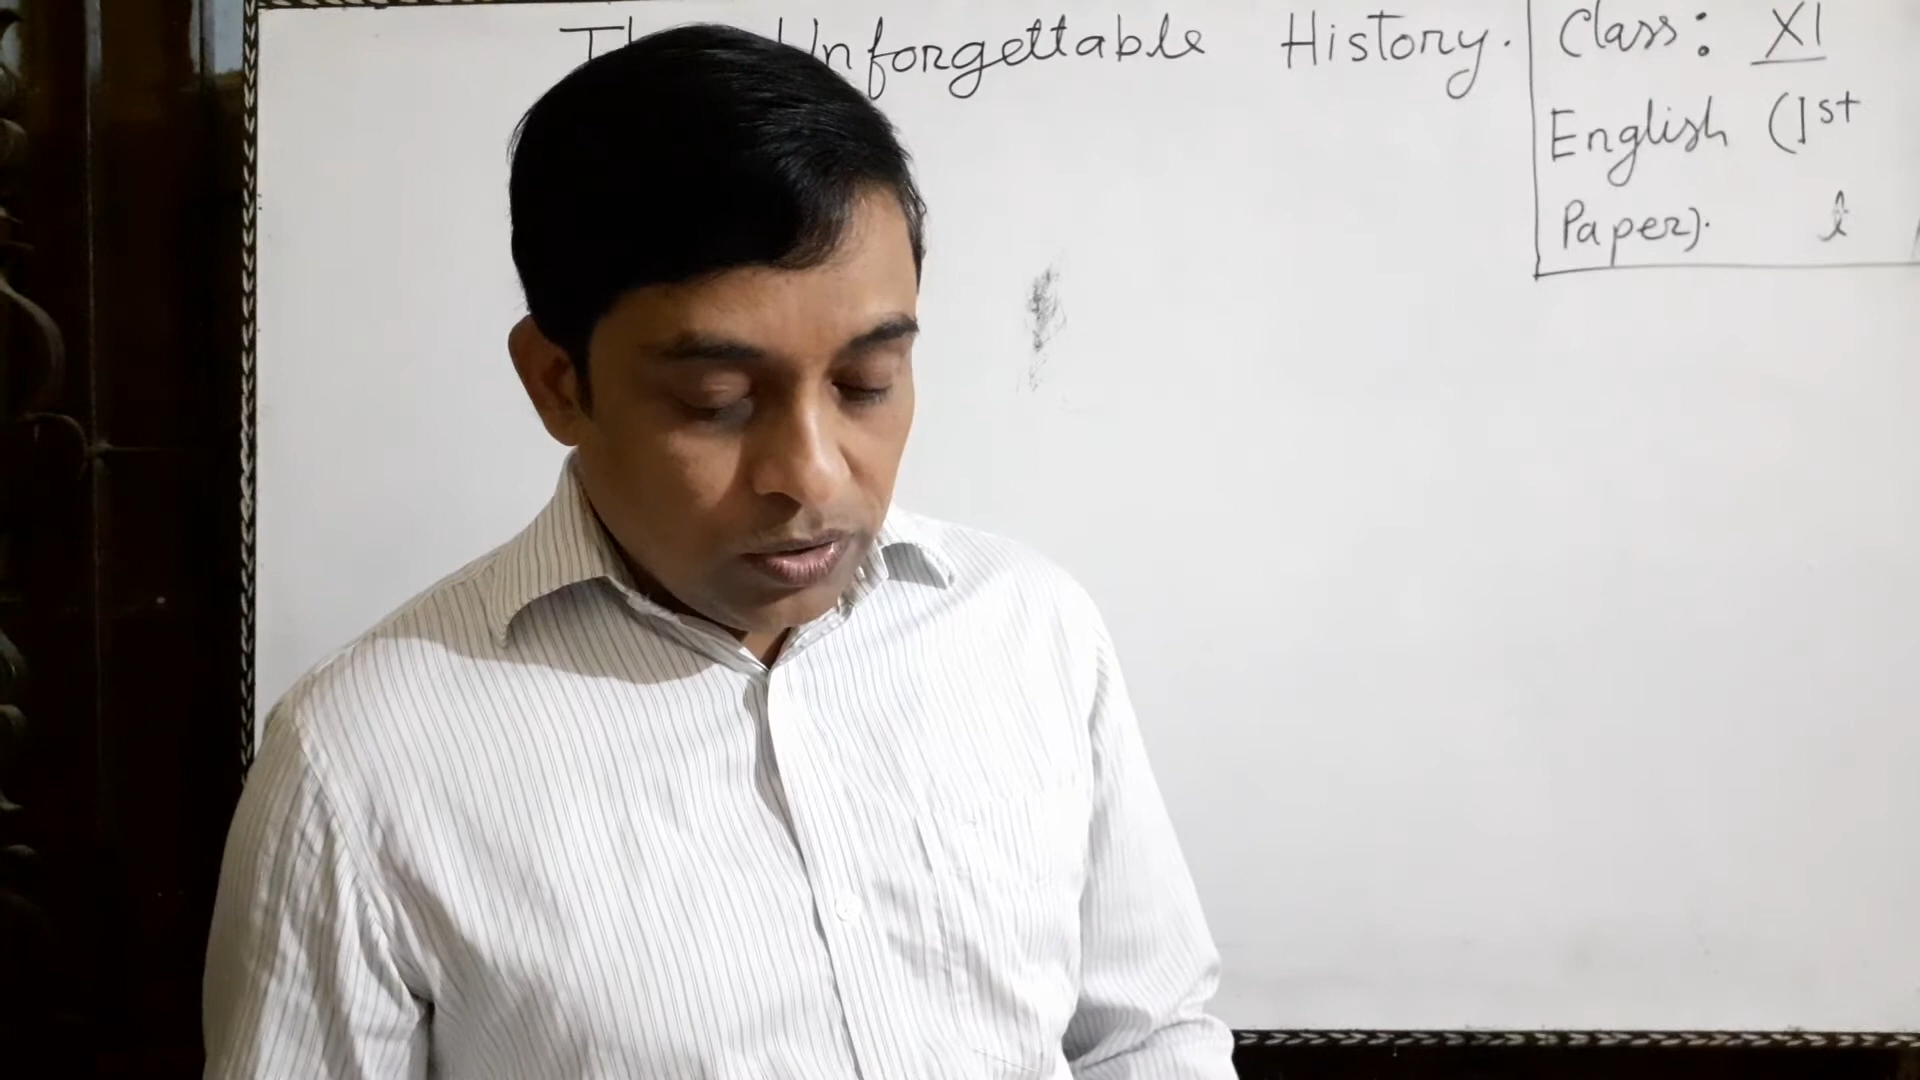 Unforgettable History.
Class: XI
English (1st
Paper).